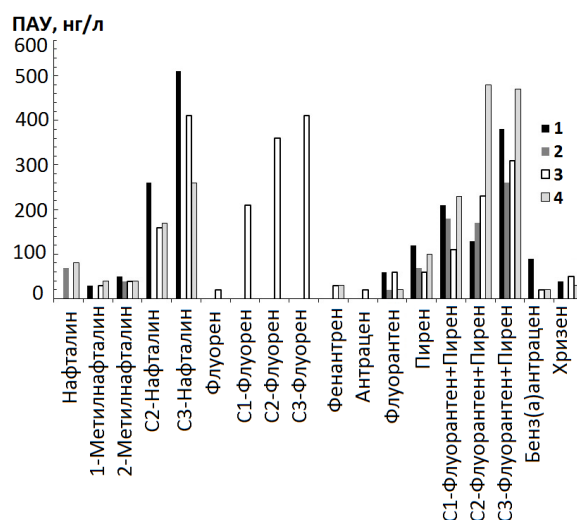 ПАУ, нг/л
600
500
400
300
200
100
0
1
2
3
4
Нафталин
1-Метилнафталин
2-Метилнафталин
С2-Нафталин
С3-Нафталин
Флуорен
С1-Флуорен
С2-Флуорен
С3-Флуорен
Фенантрен
Антрацен
Флуорантен
Пирен
С1-Флуорантен+Пирен
С2-Флуорантен+Пирен
С3-Флуорантен+Пирен
Бенз(а)антрацен
Хризен